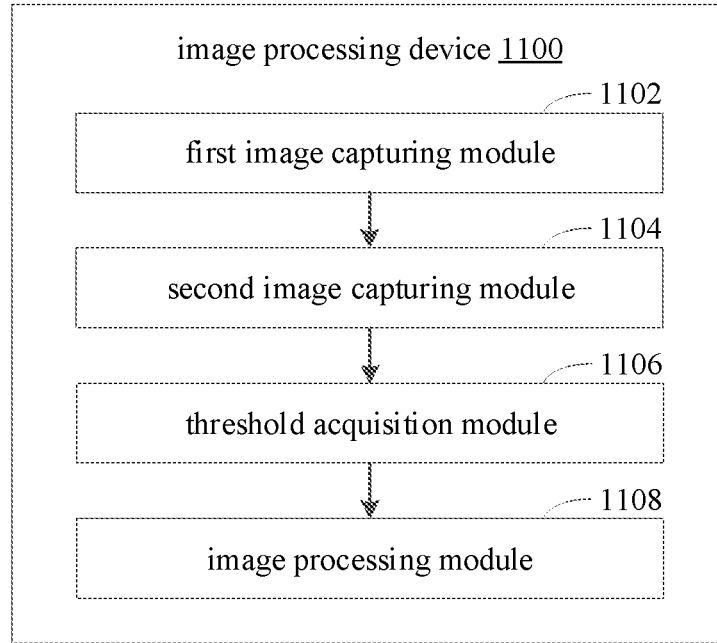 image processing device 1100
1102
first image capturing module
1104
second image capturing module
1106
threshold acquisition module
1108
image processing module